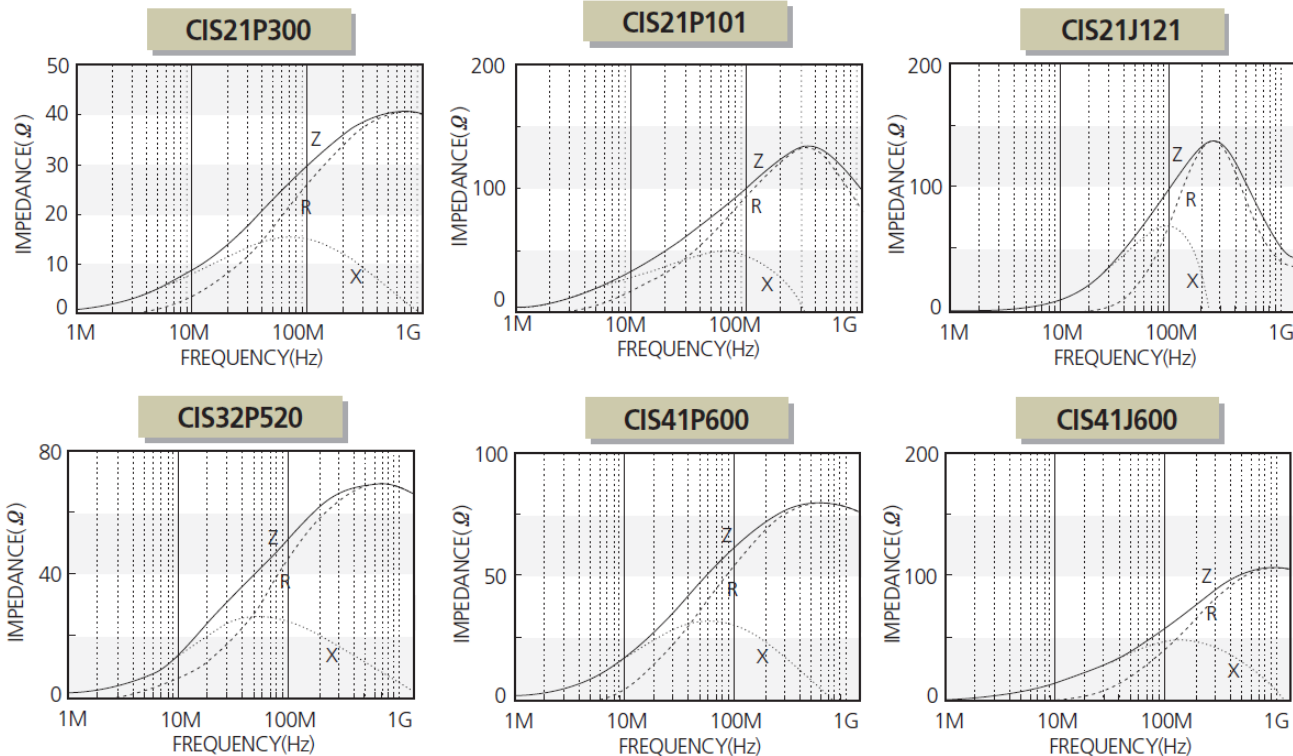 CIS21P300
50
40
30
20
10
0
IMPEDANCE(Ω)
Z
R
X
1M 10M 100M 1G
FREQUENCY(Hz)
CIS21P101
200
100
0
IMPEDANCE(Ω)
Z
R
X
1M 10M 100M 1G
FREQUENCY(Hz)
CIS21J121
200
100
0
IMPEDANCE(Ω)
Z
R
X
1M 10M 100M 1G
FREQUENCY(Hz)
CIS32P520
80
40
0
IMPEDANCE(Ω)
Z
R
X
1M 10M 100M 1G
FREQUENCY(Hz)
CIS41P600
100
50
0
IMPEDANCE(Ω)
Z
R
X
1M 10M 100M 1G
FREQUENCY(Hz)
CIS41J600
200
100
0
IMPEDANCE(Ω)
Z
R
X
1M 10M 100M 1G
FREQUENCY(Hz)